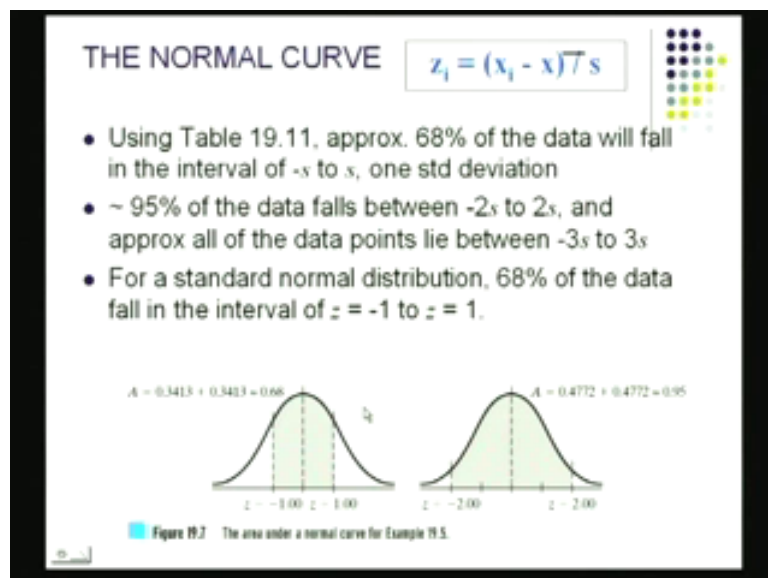 THE NORMAL CURVE
zᵢ = (xᵢ - x) / s
• Using Table 19.11, approx. 68% of the data will fall
in the interval of -s to s, one std deviation
• ~ 95% of the data falls between -2s to 2s, and
approx all of the data points lie between -3s to 3s
• For a standard normal distribution, 68% of the data
fall in the interval of z = -1 to z = 1.
A = 0.3413 + 0.3413 = 0.68
A = 0.4772 + 0.4772 = 0.95
z = -1.00 z = 1.00
z = -2.00 z = 2.00
Figure 19.7 The area under a normal curve for Example 19.5.